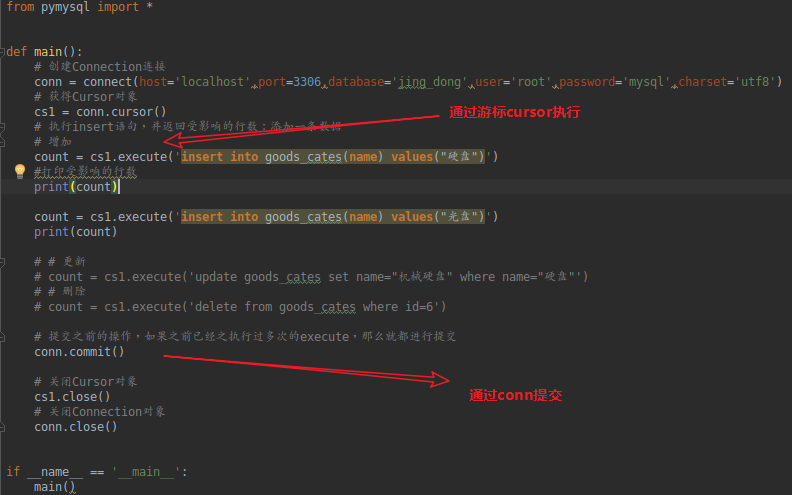 from pymysql import *
def main():
# 创建Connection连接
conn = connect(host='localhost',port=3306,database='jing_dong',user='root',password='mysql',charset='utf8')
# 获得Cursor对象
cs1 = conn.cursor()
通过游标cursor执行
# 执行insert语句，并返回受影响的行数：添加一条数据
# 增加
count = cs1.execute('insert into goods_cates(name) values("硬盘")')
#打印受影响的行数
print(count)
count = cs1.execute('insert into goods_cates(name) values("光盘")')
print(count)
# # 更新
# count = cs1.execute('update goods_cates set name="机械硬盘" where name="硬盘"')
# # 删除
# count = cs1.execute('delete from goods_cates where id=6')
# 提交之前的操作，如果之前已经之执行过多次的execute，那么就都进行提交
conn.commit()
# 关闭Cursor对象
通过conn提交
cs1.close()
# 关闭Connection对象
conn.close()
if __name__ == '__main__':
main()